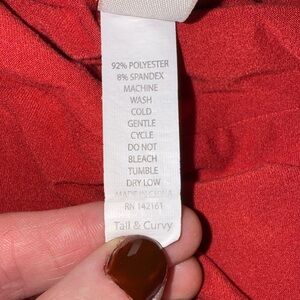 92% POLYESTER
8% SPANDEX
MACHINE
WASH
COLD
GENTLE
CYCLE
DO NOT
BLEACH
TUMBLE
DRY LOW
MADE IN CHINA
RN 142161
Tall & Curvy